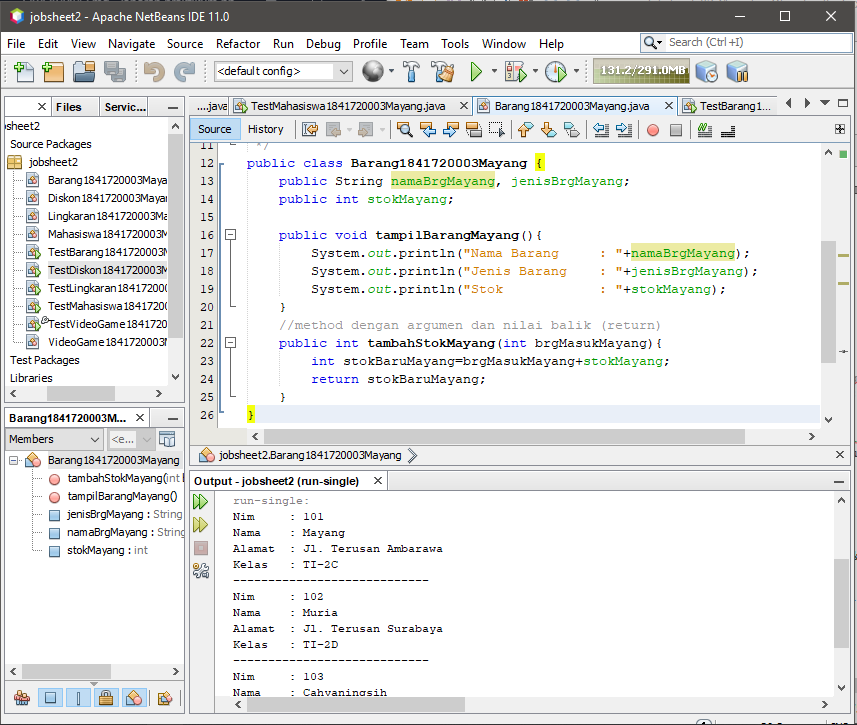 jobsheet2 - Apache NetBeans IDE 11.0
File Edit View Navigate Source Refactor Run Debug Profile Team Tools Window Help
Search (Ctrl+I)
<default config>
131.2/291.0MB
Files Servic...
jobsheet2
Source Packages
jobsheet2
Barang1841720003Maya
Diskon1841720003Mayan
Lingkaran1841720003Ma
Mahasiswa1841720003M
TestBarang1841720003M
TestDiskon1841720003M
TestLingkaran184172000
TestMahasiswa1841720
TestVideoGame1841720
VideoGame1841720003M
Test Packages
Libraries
Barang1841720003M...
Members <e...
Barang1841720003Mayang
tambahStokMayang(int
tampilBarangMayang()
jenisBrgMayang : String
namaBrgMayang : String
stokMayang : int
....java TestMahasiswa1841720003Mayang.java Barang1841720003Mayang.java TestBarang1...
Source History
11 */
12 public class Barang1841720003Mayang {
13 public String namaBrgMayang, jenisBrgMayang;
14 public int stokMayang;
15
16 public void tampilBarangMayang(){
17 System.out.println("Nama Barang     : "+namaBrgMayang);
18 System.out.println("Jenis Barang    : "+jenisBrgMayang);
19 System.out.println("Stok            : "+stokMayang);
20 }
21 //method dengan argumen dan nilai balik (return)
22 public int tambahStokMayang(int brgMasukMayang){
23 int stokBaruMayang=brgMasukMayang+stokMayang;
24 return stokBaruMayang;
25 }
26 }
jobsheet2.Barang1841720003Mayang
Output - jobsheet2 (run-single)
run-single:
Nim     : 101
Nama    : Mayang
Alamat  : Jl. Terusan Ambarawa
Kelas   : TI-2C
----------------------------
Nim     : 102
Nama    : Muria
Alamat  : Jl. Terusan Surabaya
Kelas   : TI-2D
----------------------------
Nim     : 103
Nama    : Cahyaningsih